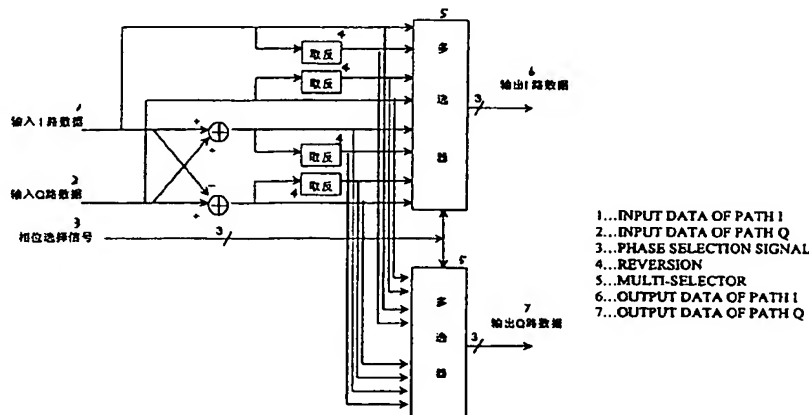 5
4
取反
多
4
取反
选
6
输出I路数据
3
1
输入I路数据
+
+
4
取反
器
2
输入Q路数据
-
+
4
取反
3
相位选择信号
3
5
多
7
输出Q路数据
选
3
器
1...INPUT DATA OF PATH I
2...INPUT DATA OF PATH Q
3...PHASE SELECTION SIGNAL
4...REVERSION
5...MULTI-SELECTOR
6...OUTPUT DATA OF PATH I
7...OUTPUT DATA OF PATH Q